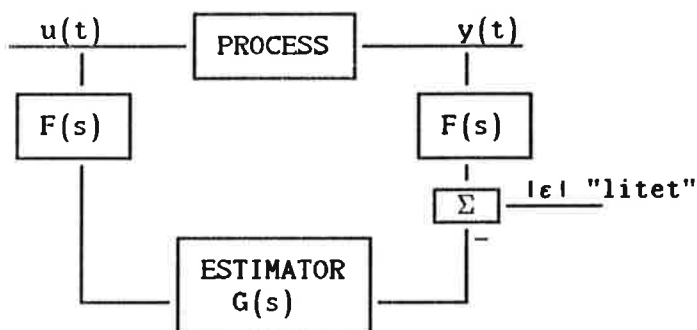 u(t)
PROCESS
y(t)
F(s)
F(s)
Σ
|ε| "litet"
−
ESTIMATOR
G(s)